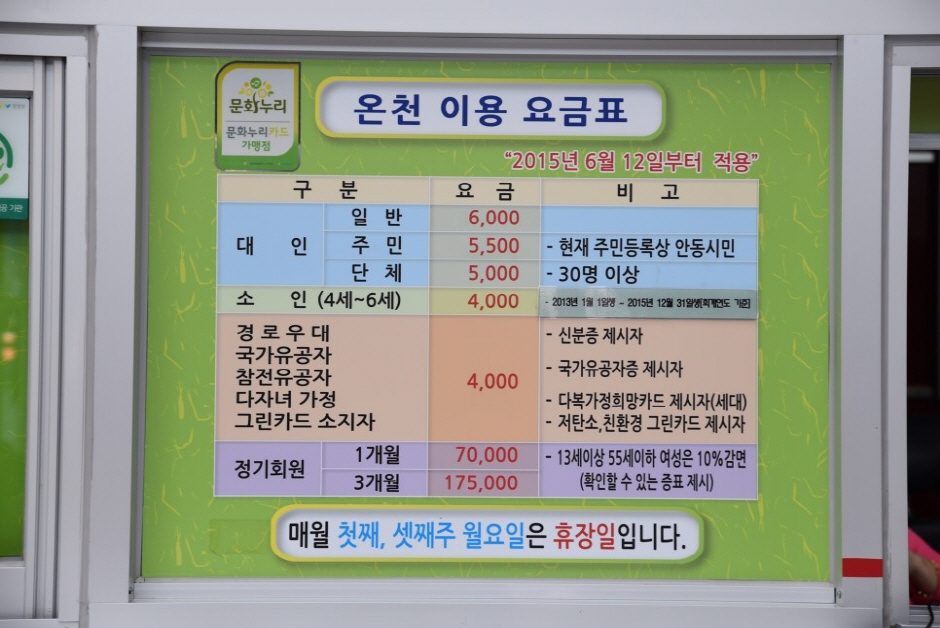 문화누리
문화누리카드
가맹점
온천 이용 요금표
"2015년 6월 12일부터 적용"
구 분 요 금 비 고
대 인 일 반 6,000
주 민 5,500 - 현재 주민등록상 안동시민
단 체 5,000 - 30명 이상
소 인 (4세~6세) 4,000 - 2013년 1월 1일생 - 2015년 12월 31일생[회계연도 기준]
경 로 우 대 - 신분증 제시자
국가유공자 - 국가유공자증 제시자
참전유공자 4,000
다자녀 가정 - 다복가정희망카드 제시자(세대)
그린카드 소지자 - 저탄소,친환경 그린카드 제시자
정기회원 1개월 70,000 - 13세이상 55세이하 여성은 10%감면
3개월 175,000 (확인할 수 있는 증표 제시)
매월 첫째, 셋째주 월요일은 휴장일입니다.